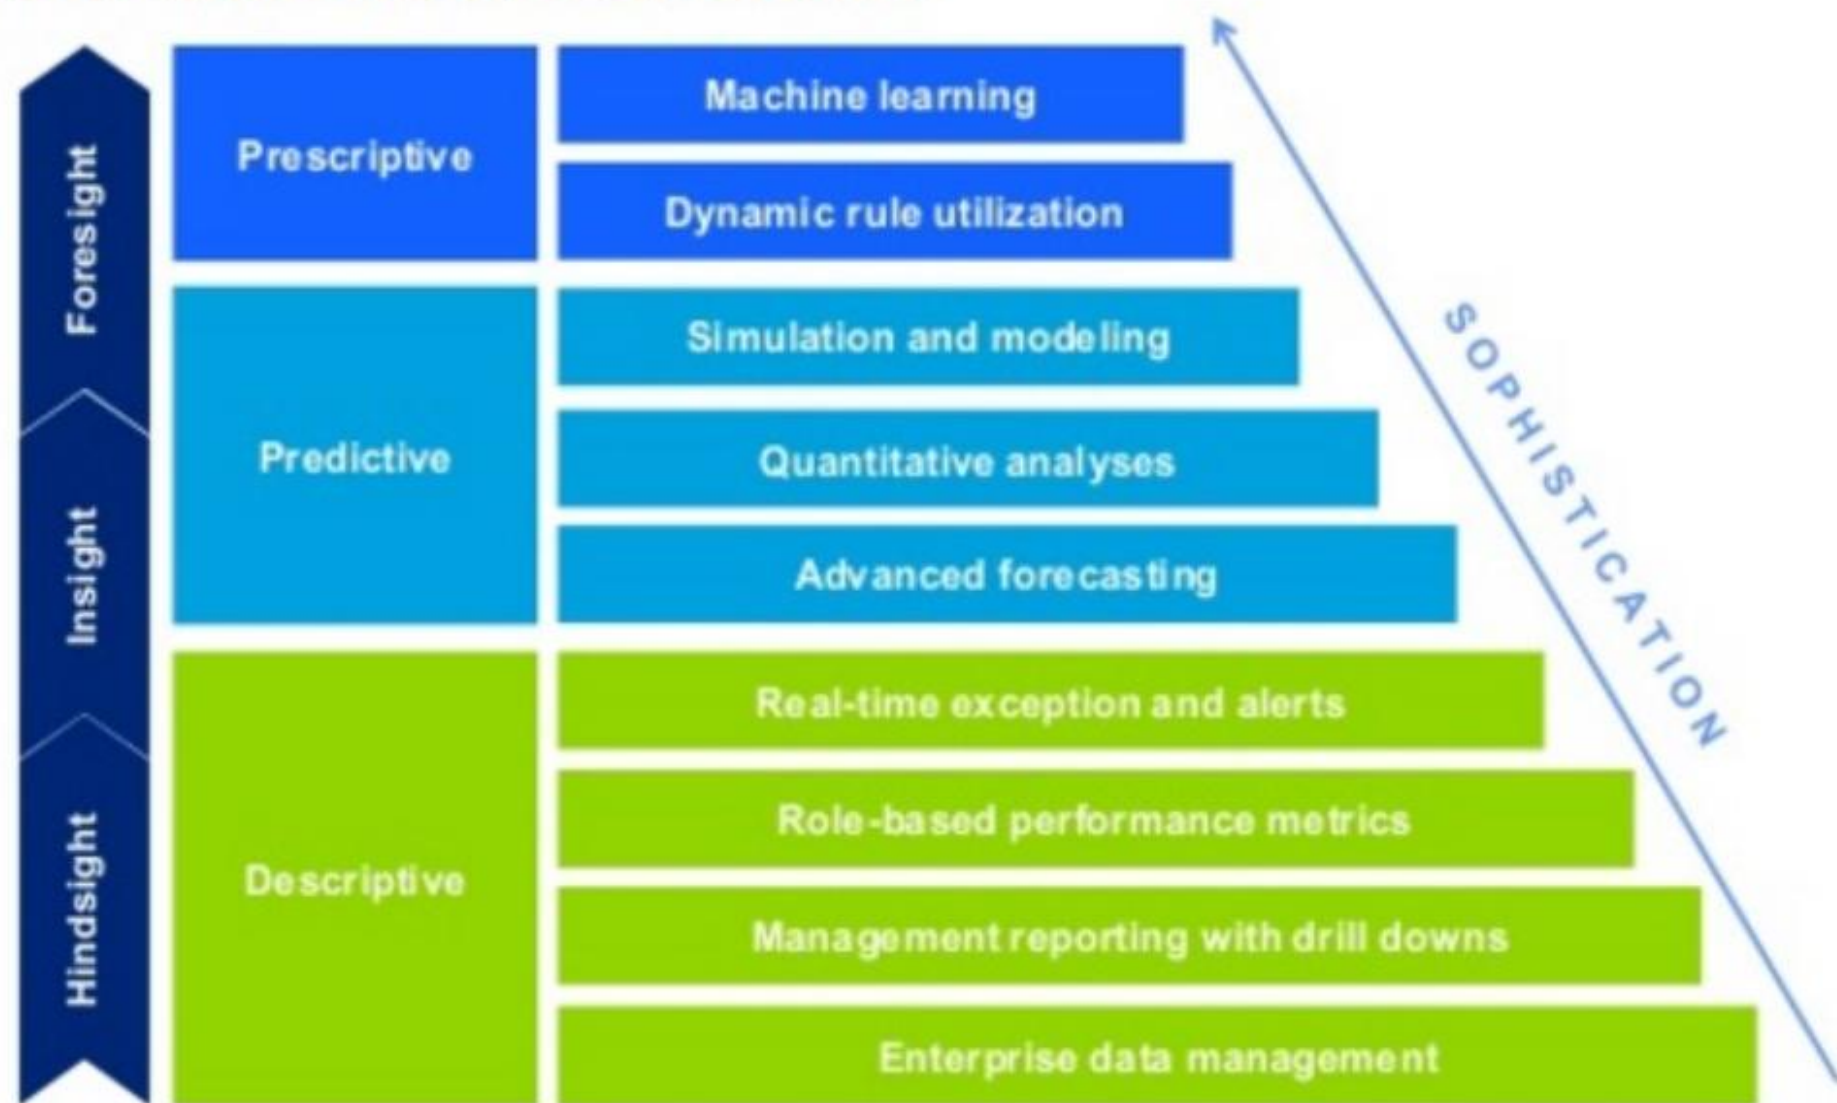 Foresight
Insight
Hindsight
Prescriptive
Machine learning
Dynamic rule utilization
Predictive
Simulation and modeling
Quantitative analyses
Advanced forecasting
Descriptive
Real-time exception and alerts
Role-based performance metrics
Management reporting with drill downs
Enterprise data management
SOPHISTICATION